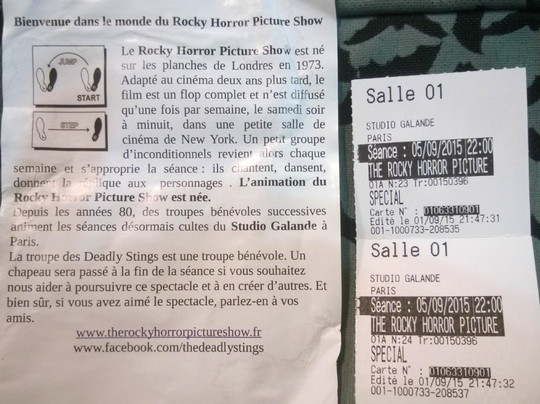 Bienvenue dans le monde du Rocky Horror Picture Show
JUMP
START
STEP
Le Rocky Horror Picture Show est né
sur les planches de Londres en 1973.
Adapté au cinéma deux ans plus tard, le
film est un flop complet et n'est diffusé
qu'une fois par semaine, le samedi soir
à minuit, dans une petite salle de
cinéma de New York. Un petit groupe
d'inconditionnels revient alors chaque
semaine et s'approprie la séance : ils chantent, dansent,
donnent la réplique aux personnages . L'animation du
Rocky Horror Picture Show est née.
Depuis les années 80, des troupes bénévoles successives
animent les séances désormais cultes du Studio Galande à
Paris.
La troupe des Deadly Stings est une troupe bénévole. Un
chapeau sera passé à la fin de la séance si vous souhaitez
nous aider à poursuivre ce spectacle et à en créer d'autres. Et
bien sûr, si vous avez aimé le spectacle, parlez-en à vos
amis.
www.therockyhorrorpictureshow.fr
www.facebook.com/thedeadlystings
Salle 01
STUDIO GALANDE
PARIS
Séance : 05/09/2015 22:00
THE ROCKY HORROR PICTURE
01A N:23 Tr:00150396
SPECIAL
Carte N° : 01063310901
Edité le 01/09/15 21:47:31
001-1000733-208535
Salle 01
STUDIO GALANDE
PARIS
Séance : 05/09/2015 22:00
THE ROCKY HORROR PICTURE
01A N:24 Tr:00150396
SPECIAL
Carte N° : 01063310901
Edité le 01/09/15 21:47:32
001-1000733-208537